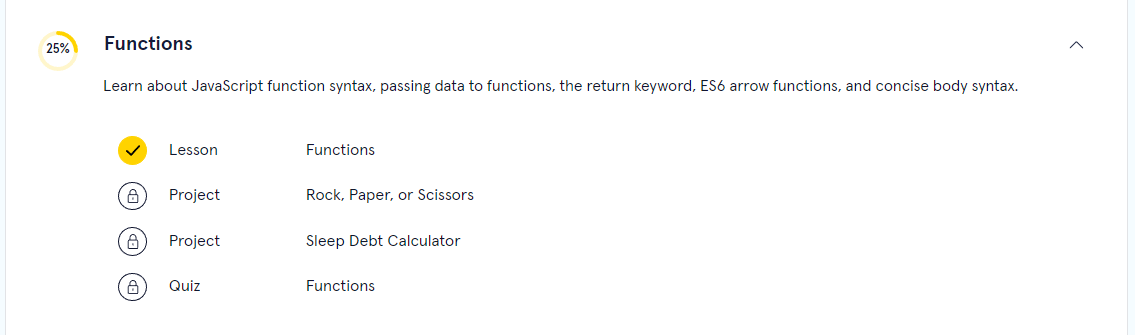 25% Functions
Learn about JavaScript function syntax, passing data to functions, the return keyword, ES6 arrow functions, and concise body syntax.
Lesson Functions
Project Rock, Paper, or Scissors
Project Sleep Debt Calculator
Quiz Functions